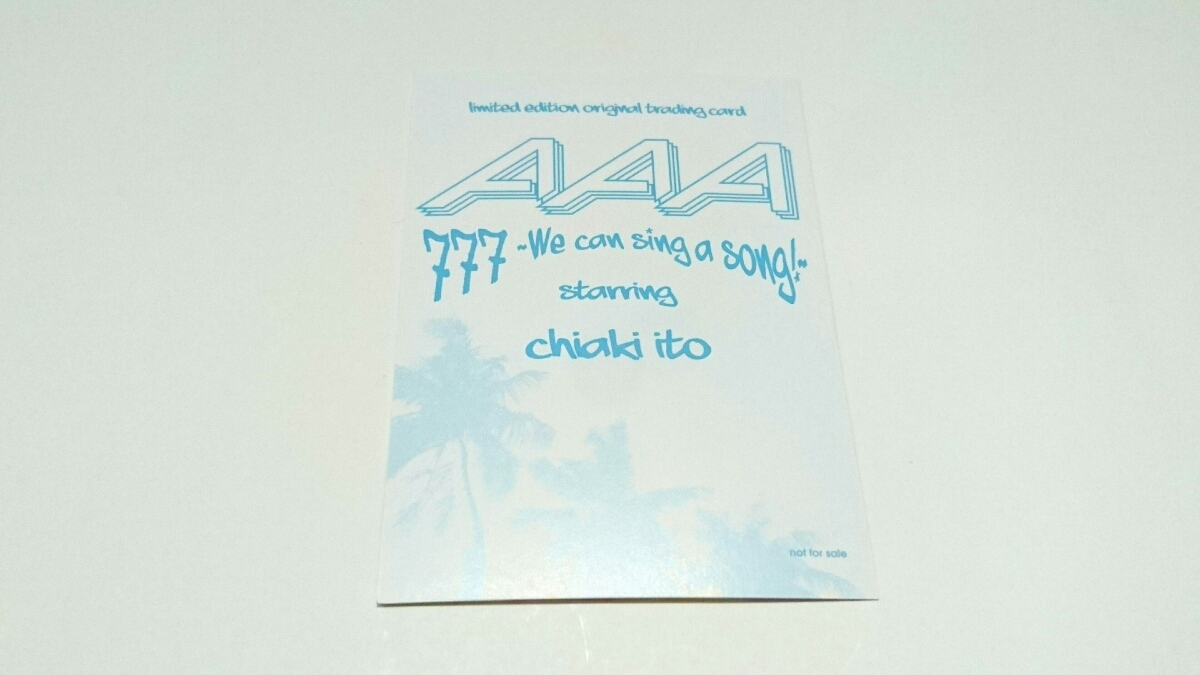 limited edition original trading card
AAA
777 ~We can sing a song!~
starring
chiaki ito
not for sale